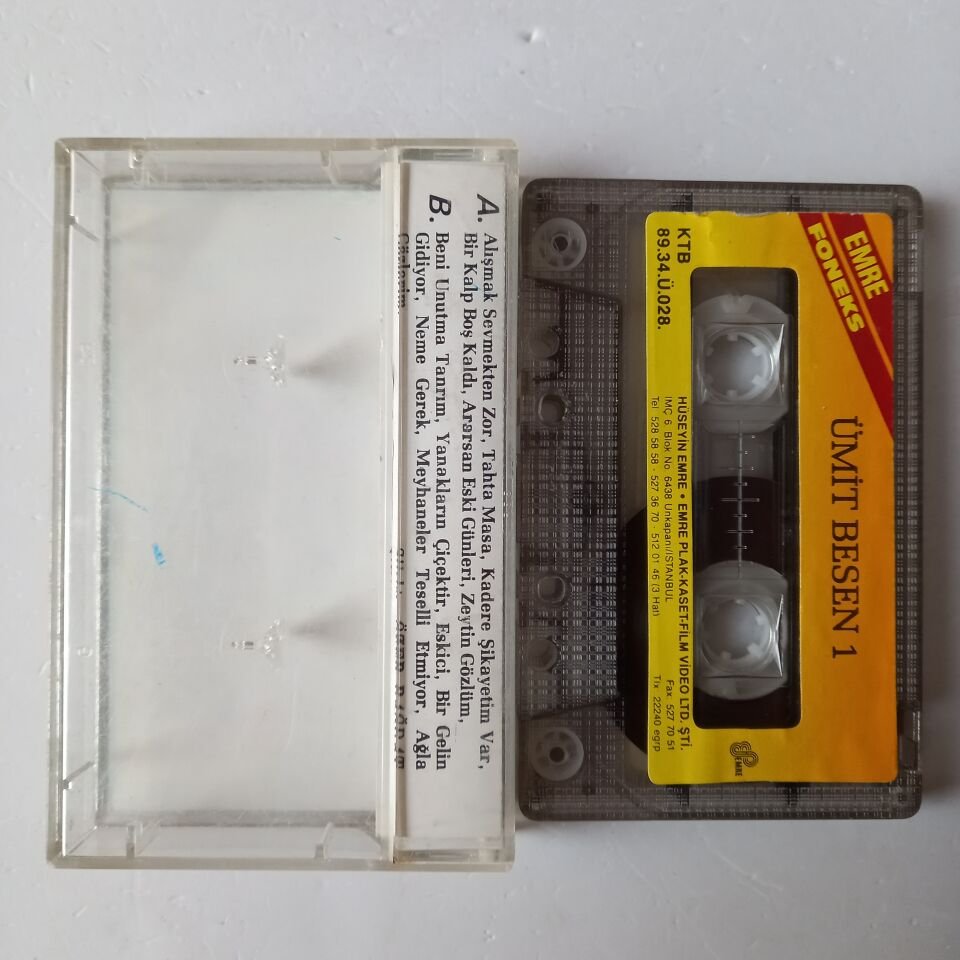 A. Alışmak Sevmekten Zor, Tahta Masa, Kadere Şikayetim Var,
Bir Kalp Boş Kaldı, Ararsan Eski Günleri, Zeytin Gözlüm,
B. Beni Unutma Tanrım, Yanakların Çiçektir, Eskici, Bir Gelin
Gidiyor, Neme Gerek, Meyhaneler Teselli Etmiyor, Ağla
Gözlerim.
EMRE
FONEKS
ÜMİT BESEN 1
KTB
89.34.Ü.028.
HÜSEYİN EMRE • EMRE PLAK-KASET-FİLM VİDEO LTD. ŞTİ.
İMÇ 6. Blok No: 6438 Unkapanı/İSTANBUL Fax: 527 70 51
Tel: 528 58 58 - 527 36 70 - 512 01 46 (3 Hat) Tlx: 22240 egrp
EMRE